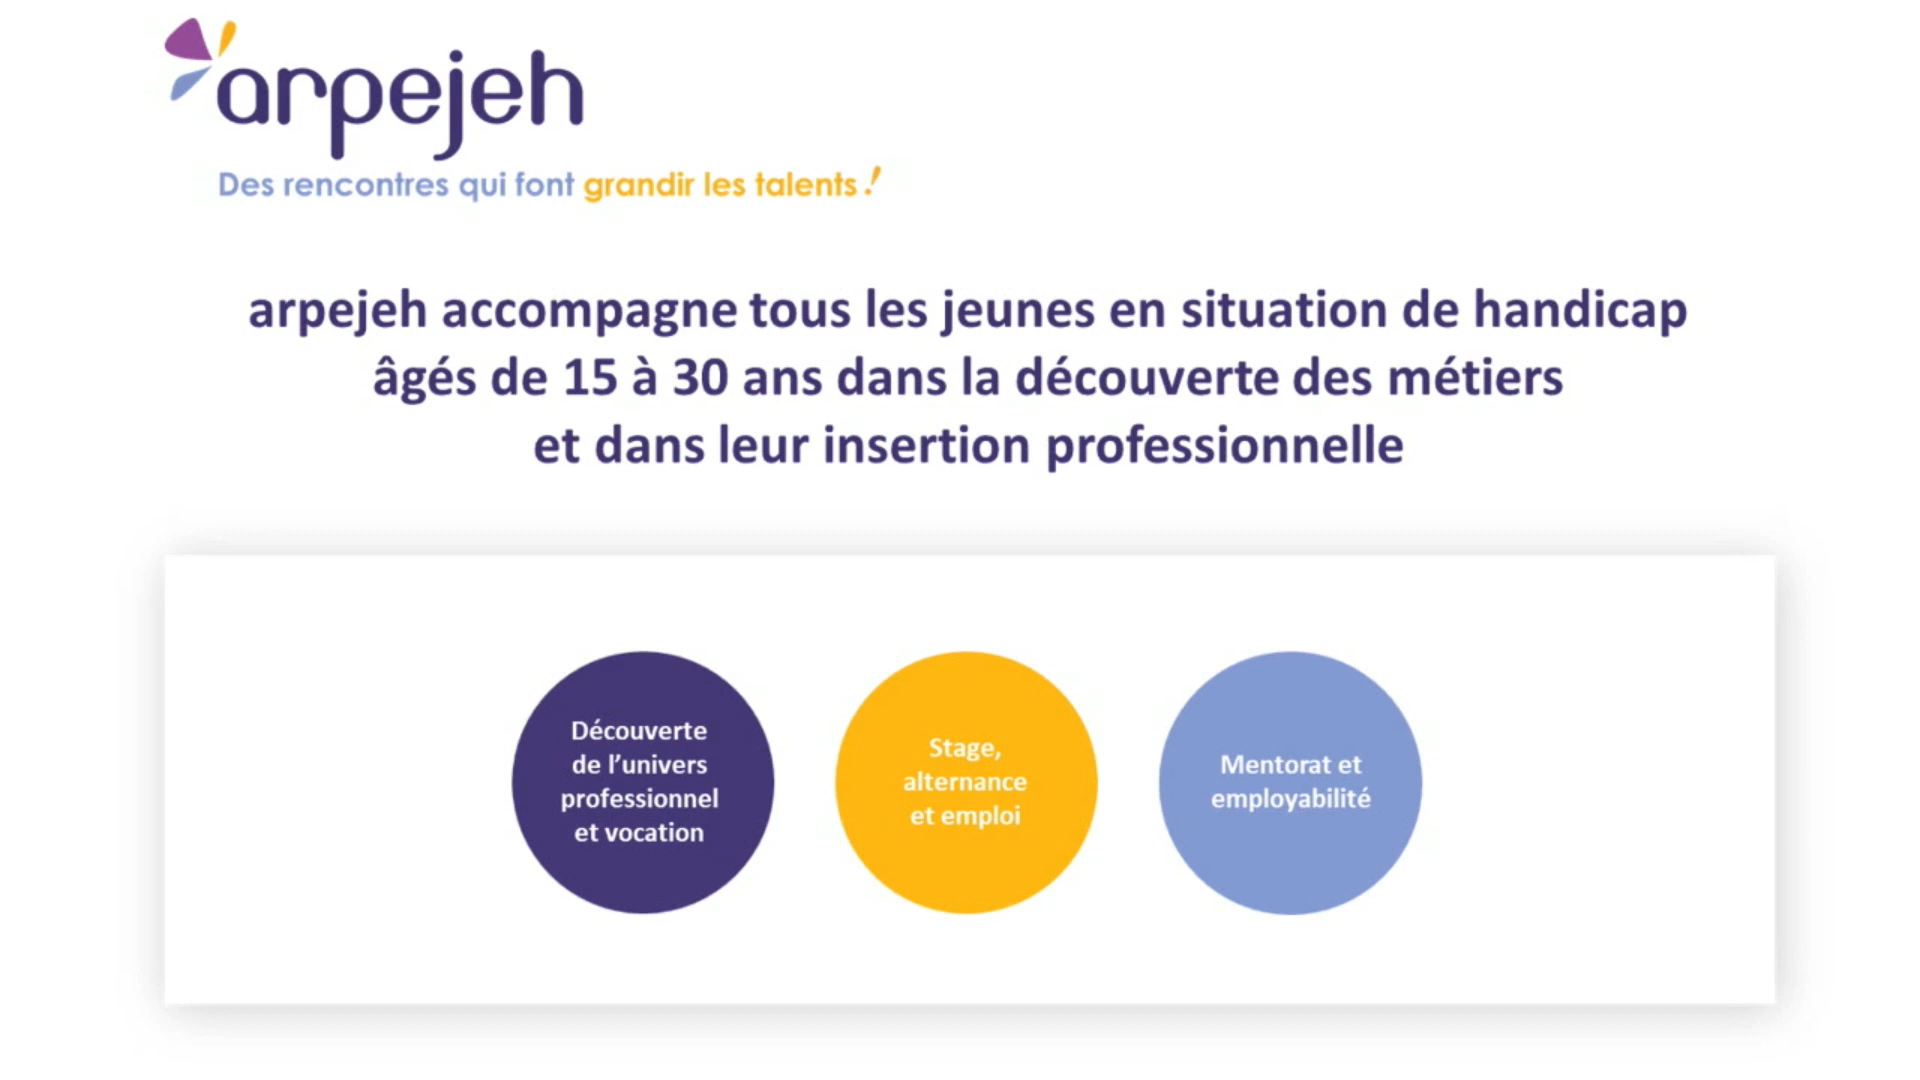 arpejeh
Des rencontres qui font grandir les talents !
arpejeh accompagne tous les jeunes en situation de handicap
âgés de 15 à 30 ans dans la découverte des métiers
et dans leur insertion professionnelle
Découverte
de l’univers
professionnel
et vocation
Stage,
alternance
et emploi
Mentorat et
employabilité